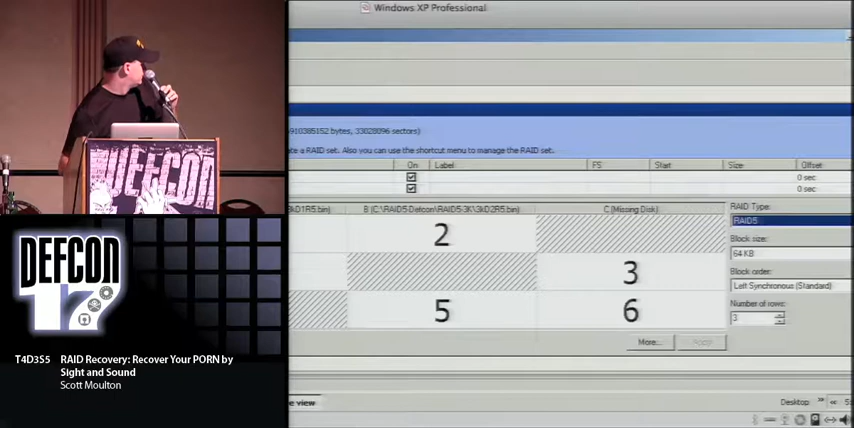 Windows XP Professional
910385152 bytes, 33028096 sectors)
ate a RAID set. Also you can use the shortcut menu to manage the RAID set.
On Label: FS: Start Size: Offset:
0 sec
0 sec
B (C:\RAID5-Defcon\RAID5-3K\3kD2R5.bin) C (Missing Disk)
2
3
5 6
RAID Type:
RAID5
Block size:
64 KB
Block order:
Left Synchronous (Standard)
Number of rows:
3
More...
Apply
e view
Desktop
DEFCON
DEFCON
17
T4D3S5 RAID Recovery: Recover Your PORN by
Sight and Sound
Scott Moulton